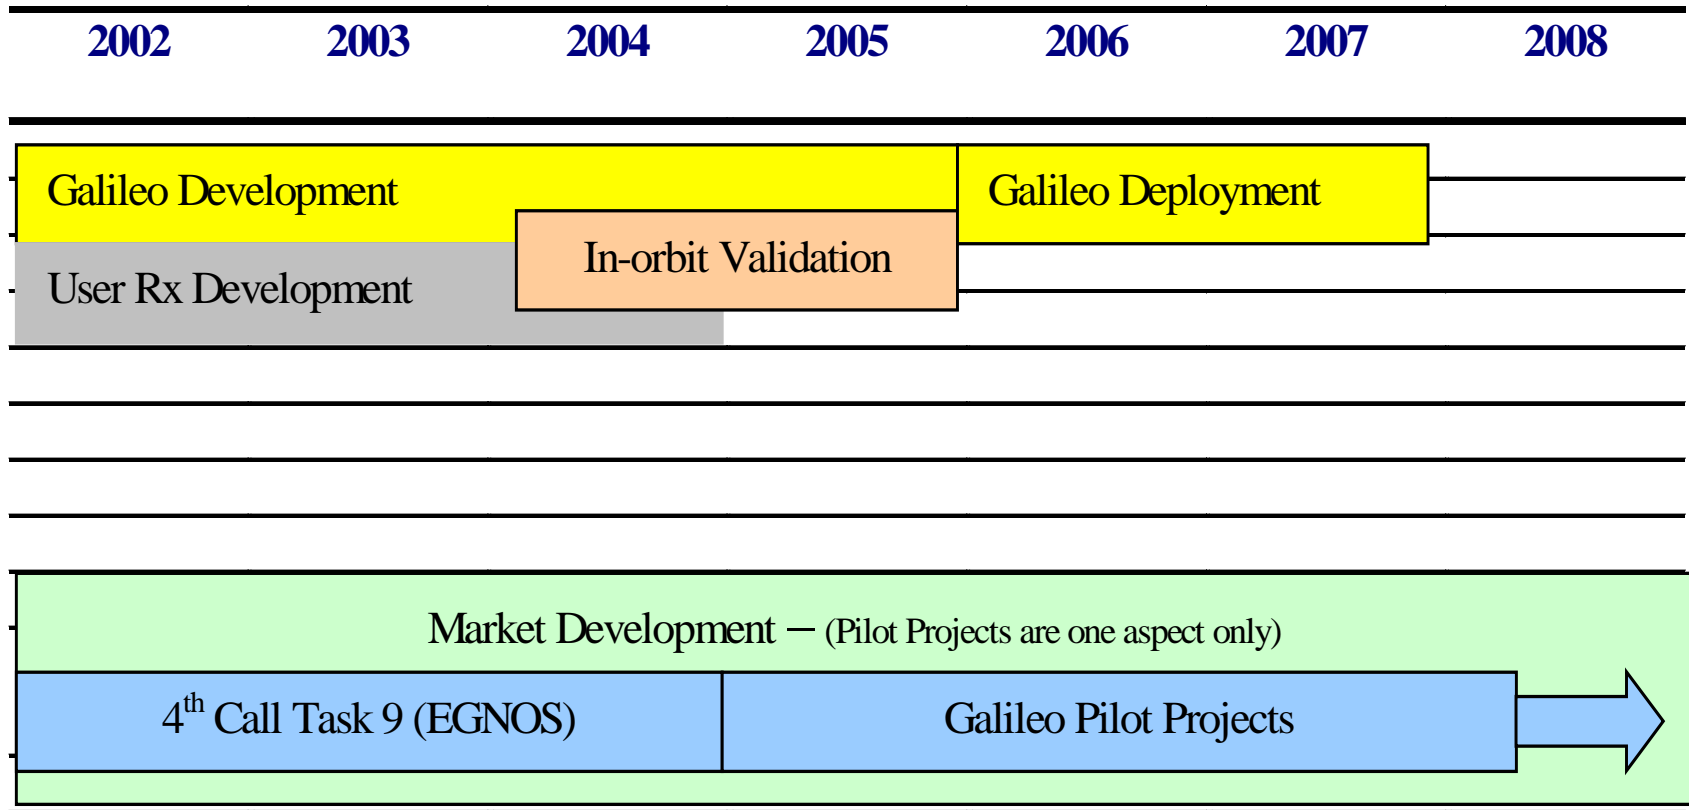 2002 2003 2004 2005 2006 2007 2008
Galileo Development
Galileo Deployment
In-orbit Validation
User Rx Development
Market Development – (Pilot Projects are one aspect only)
4th Call Task 9 (EGNOS)
Galileo Pilot Projects